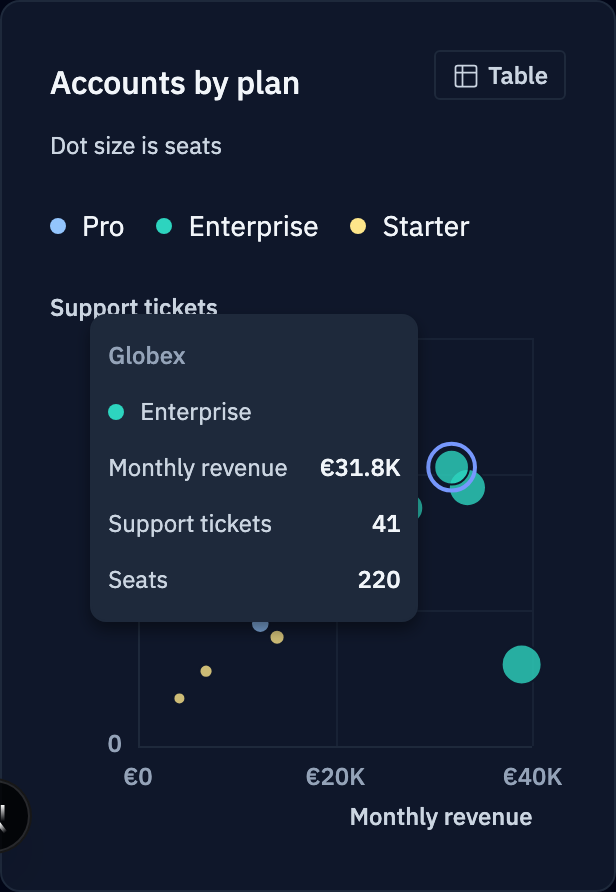 Accounts by plan
Table
Dot size is seats
Pro Enterprise Starter
Support tickets
Globex
Enterprise
Monthly revenue €31.8K
Support tickets 41
Seats 220
0
€0 €20K €40K
Monthly revenue